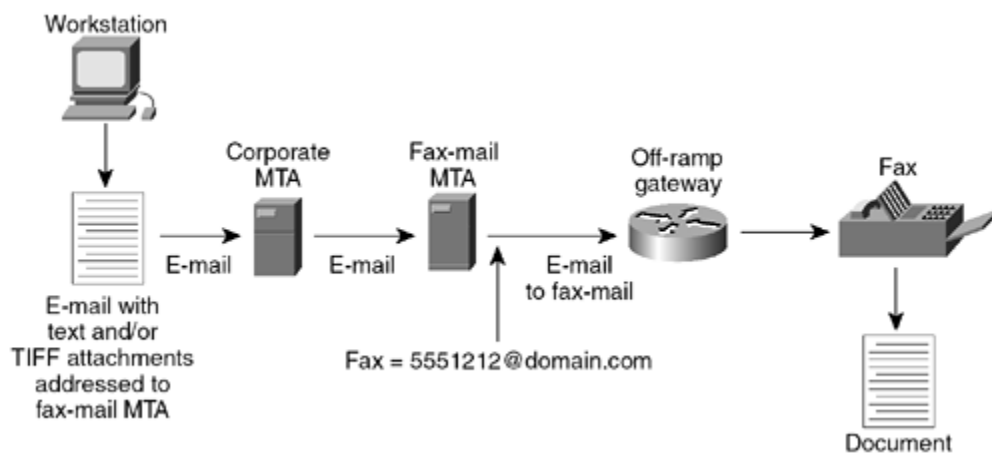 Workstation
Corporate
MTA
Fax-mail
MTA
Off-ramp
gateway
Fax
E-mail
E-mail
E-mail
to fax-mail
E-mail with
text and/or
TIFF attachments
addressed to
fax-mail MTA
Fax = 5551212@domain.com
Document